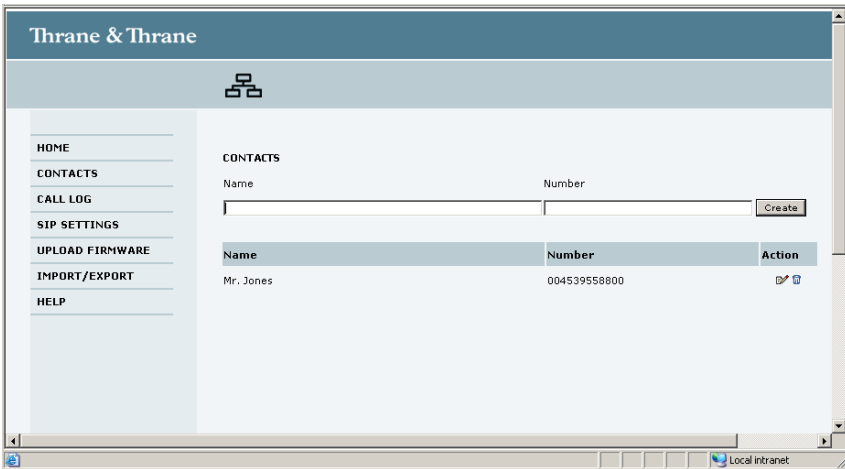 Thrane & Thrane
HOME
CONTACTS
CALL LOG
SIP SETTINGS
UPLOAD FIRMWARE
IMPORT/EXPORT
HELP
CONTACTS
Name Number
Create
Name Number Action
Mr. Jones 004539558800
Local intranet